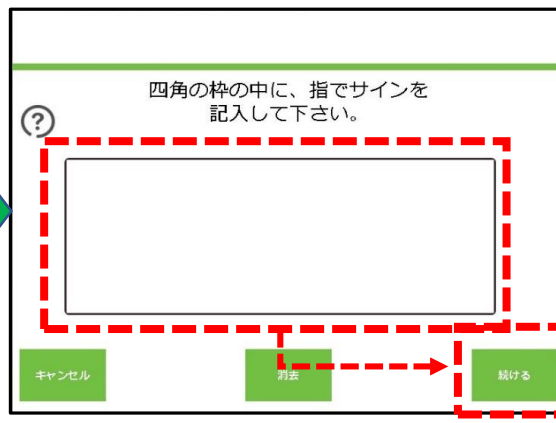 四角の枠の中に、指でサインを
記入して下さい。
?
キャンセル
消去
続ける